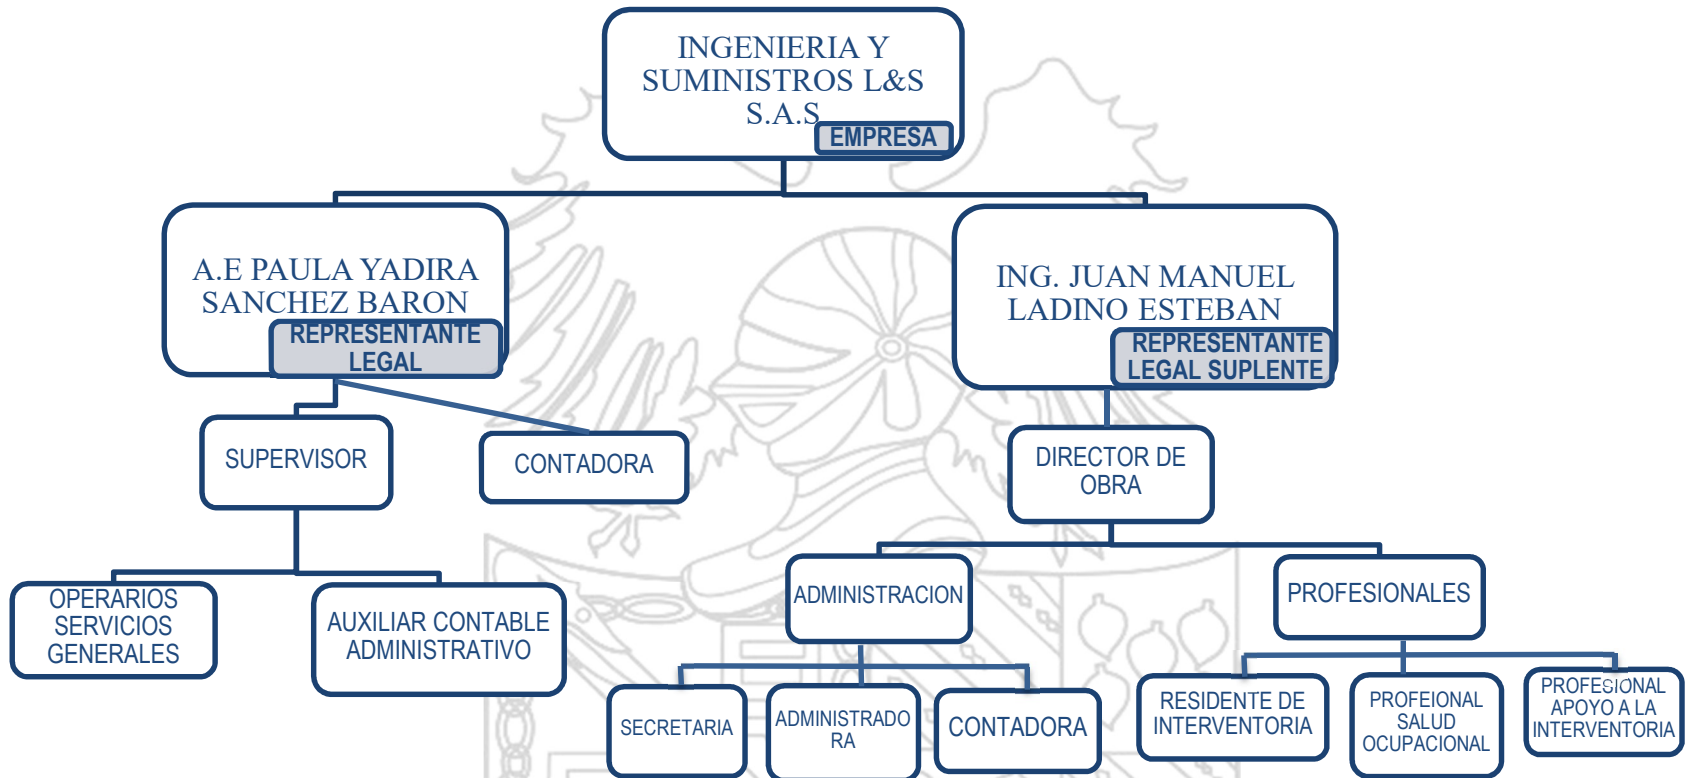 INGENIERIA Y
SUMINISTROS L&S
S.A.S
EMPRESA
A.E PAULA YADIRA
SANCHEZ BARON
REPRESENTANTE
LEGAL
ING. JUAN MANUEL
LADINO ESTEBAN
REPRESENTANTE
LEGAL SUPLENTE
SUPERVISOR
CONTADORA
DIRECTOR DE
OBRA
OPERARIOS
SERVICIOS
GENERALES
AUXILIAR CONTABLE
ADMINISTRATIVO
ADMINISTRACION
PROFESIONALES
SECRETARIA
ADMINISTRADO
RA
CONTADORA
RESIDENTE DE
INTERVENTORIA
PROFEIONAL
SALUD
OCUPACIONAL
PROFESIONAL
APOYO A LA
INTERVENTORIA